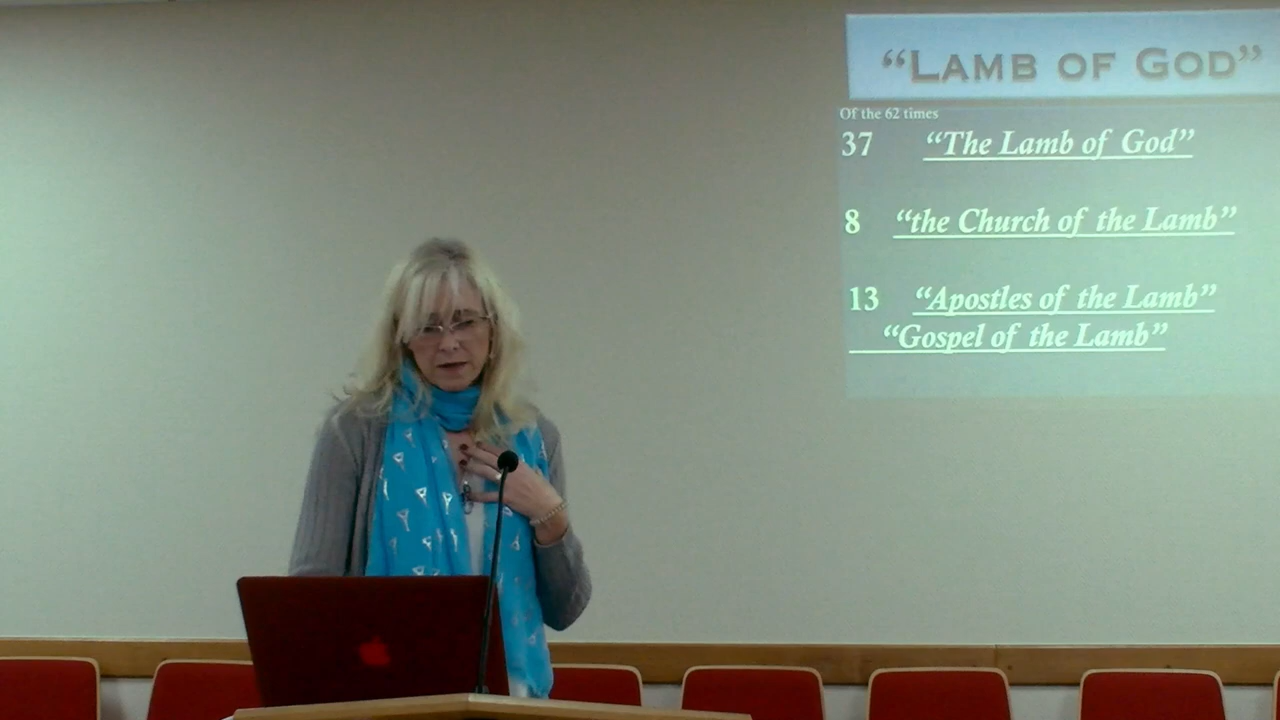 “LAMB OF GOD”
Of the 62 times
37 “The Lamb of God”
8 “the Church of the Lamb”
13 “Apostles of the Lamb”
“Gospel of the Lamb”